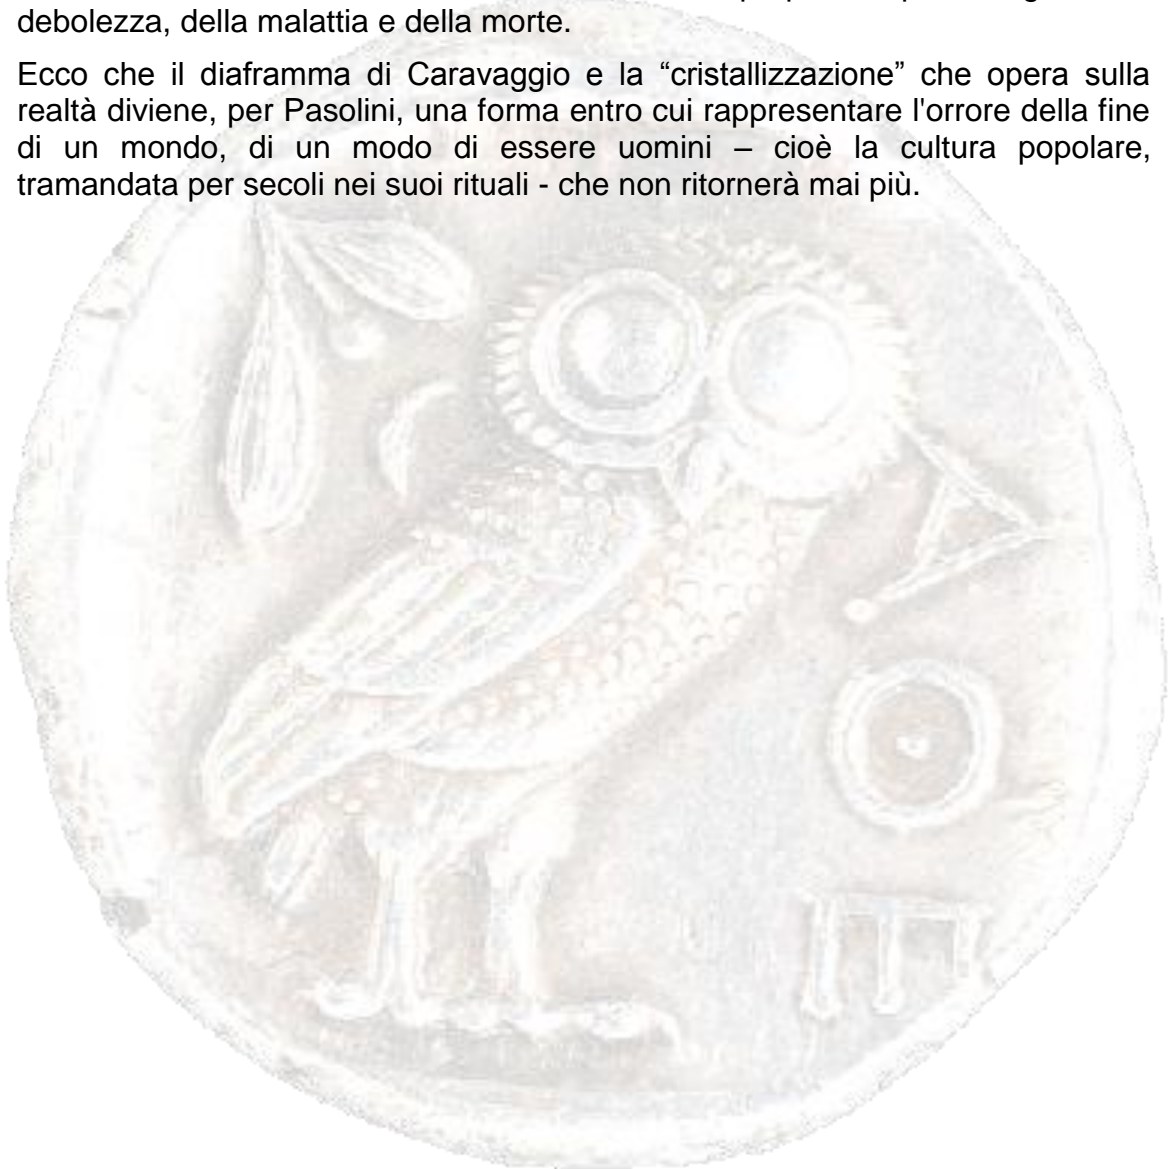 debolezza, della malattia e della morte.
Ecco che il diaframma di Caravaggio e la “cristallizzazione” che opera sulla
realtà diviene, per Pasolini, una forma entro cui rappresentare l'orrore della fine
di un mondo, di un modo di essere uomini – cioè la cultura popolare,
tramandata per secoli nei suoi rituali - che non ritornerà mai più.